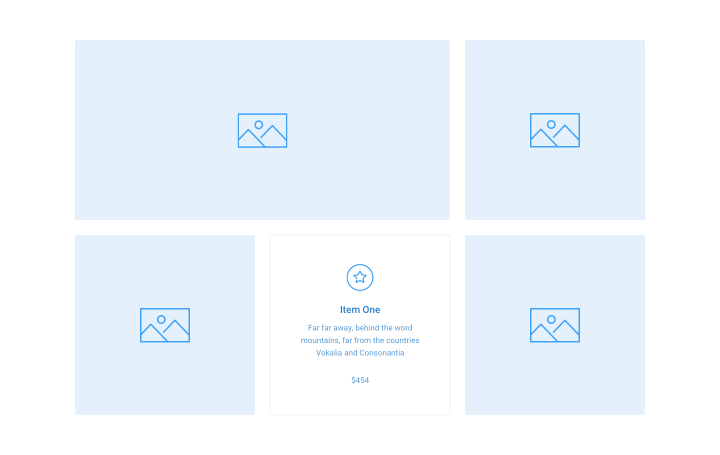 Item One
Far far away, behind the word
mountains, far from the countries
Vokalia and Consonantia
$454